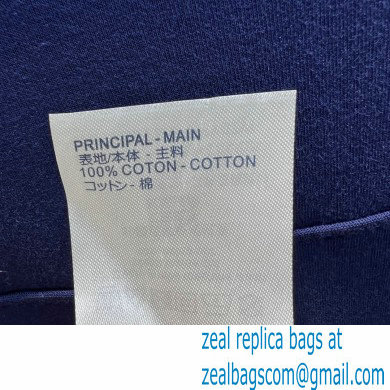 PRINCIPAL - MAIN
表地/本体 - 主料
100% COTON - COTTON
コットン - 棉
zeal replica bags at
zealbagscom@gmail.com